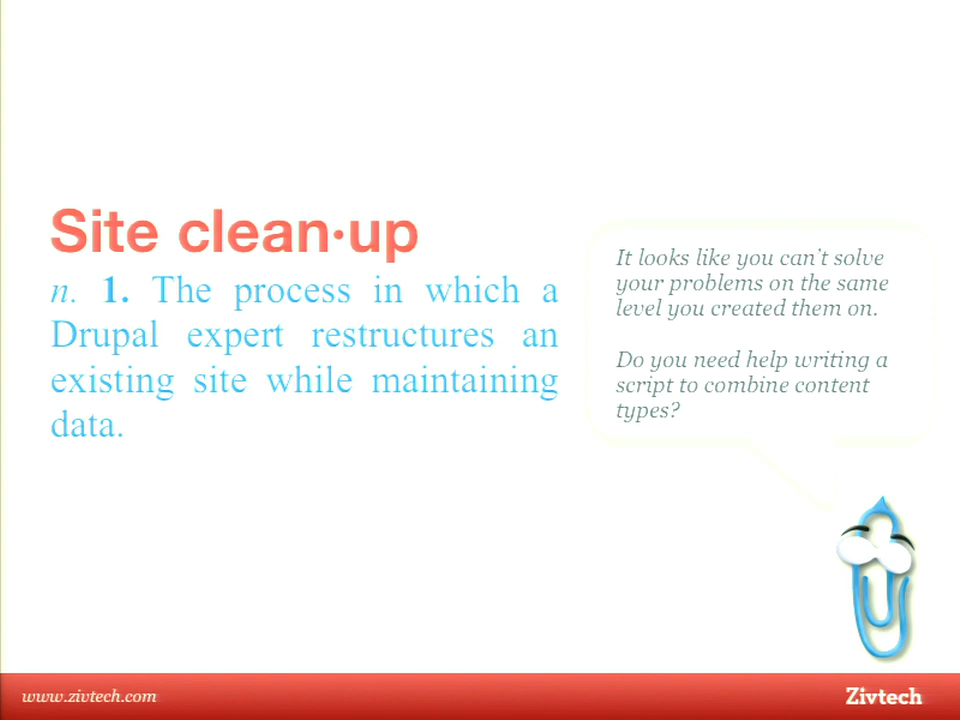 Site clean·up
n. 1. The process in which a
Drupal expert restructures an
existing site while maintaining
data.
It looks like you can't solve
your problems on the same
level you created them on.
Do you need help writing a
script to combine content
types?
www.zivtech.com
Zivtech